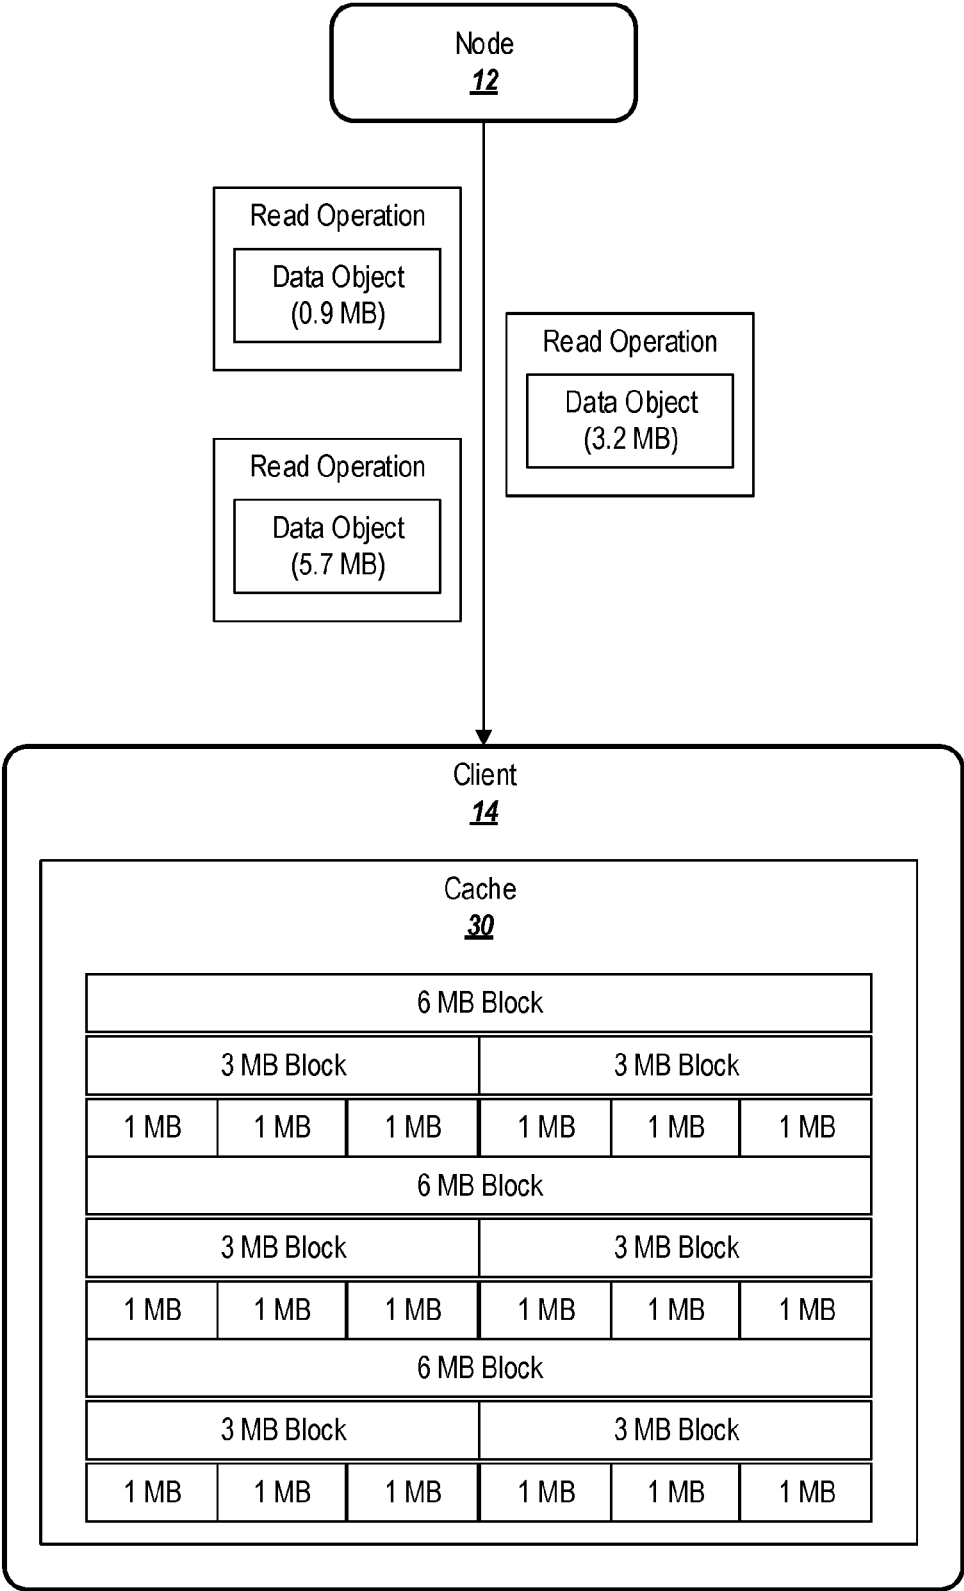 Node
12
Read Operation
Data Object
(0.9 MB)
Read Operation
Data Object
(3.2 MB)
Read Operation
Data Object
(5.7 MB)
Client
14
Cache
30
6 MB Block
3 MB Block 3 MB Block
1 MB 1 MB 1 MB 1 MB 1 MB 1 MB
6 MB Block
3 MB Block 3 MB Block
1 MB 1 MB 1 MB 1 MB 1 MB 1 MB
6 MB Block
3 MB Block 3 MB Block
1 MB 1 MB 1 MB 1 MB 1 MB 1 MB